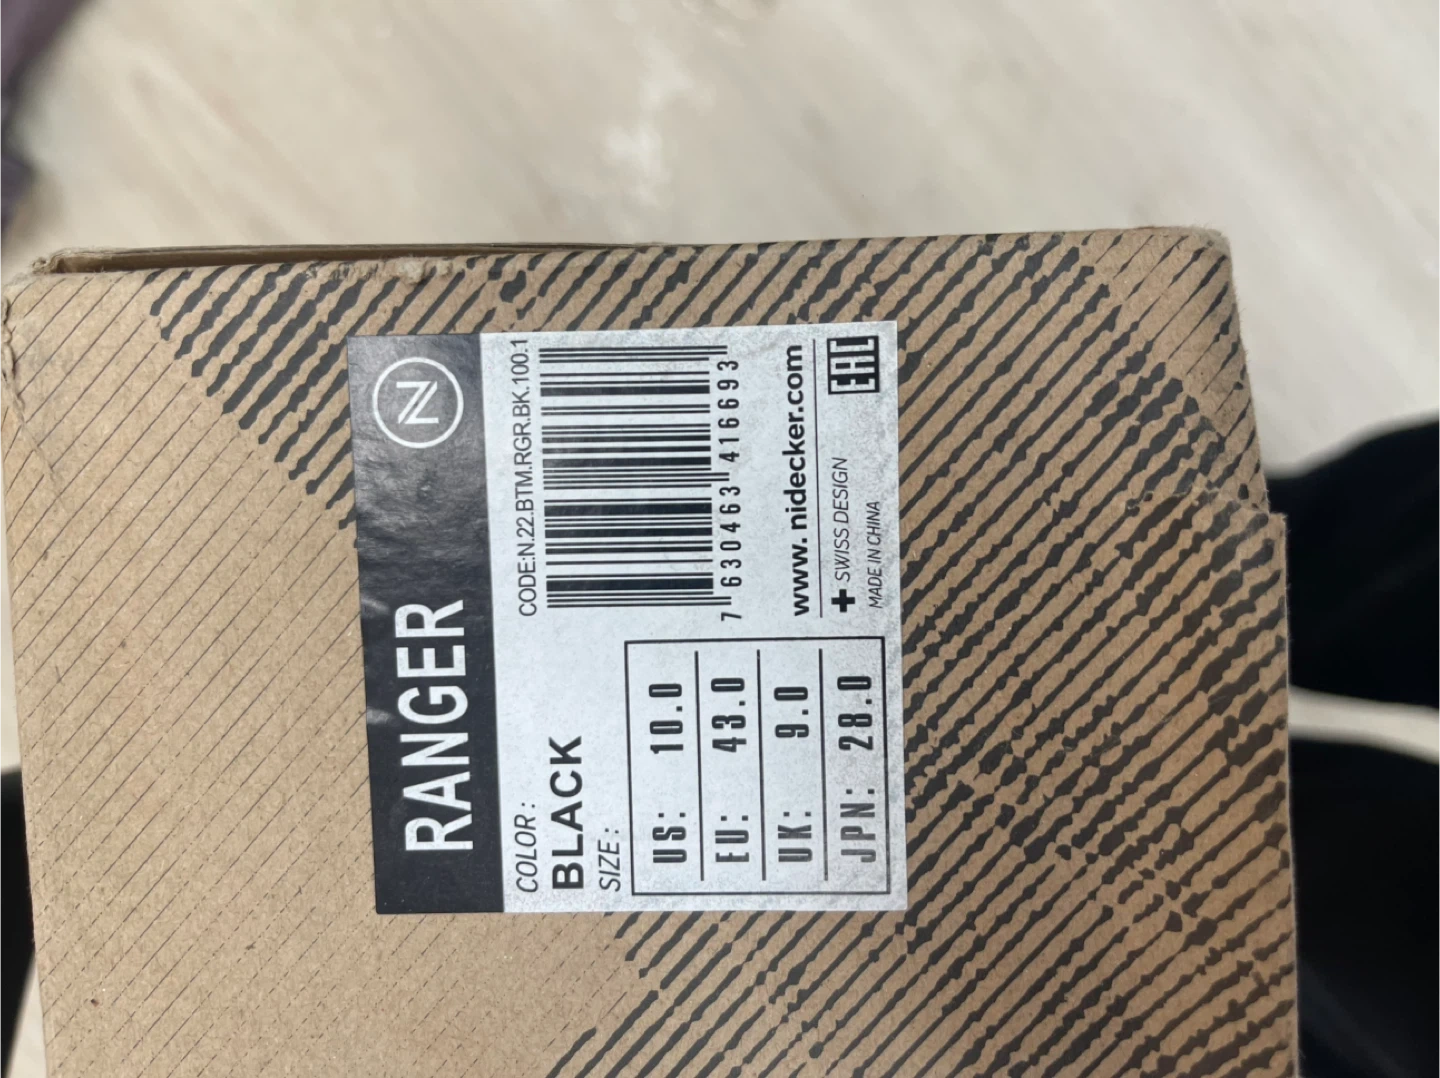 RANGER N
COLOR:
BLACK
SIZE:
US: 10.0
EU: 43.0
UK: 9.0
JPN: 28.0
CODE:N.22.BTM.RGR.BK.100.1
7 630463 416693
www. nidecker.com
SWISS DESIGN
MADE IN CHINA
EAC